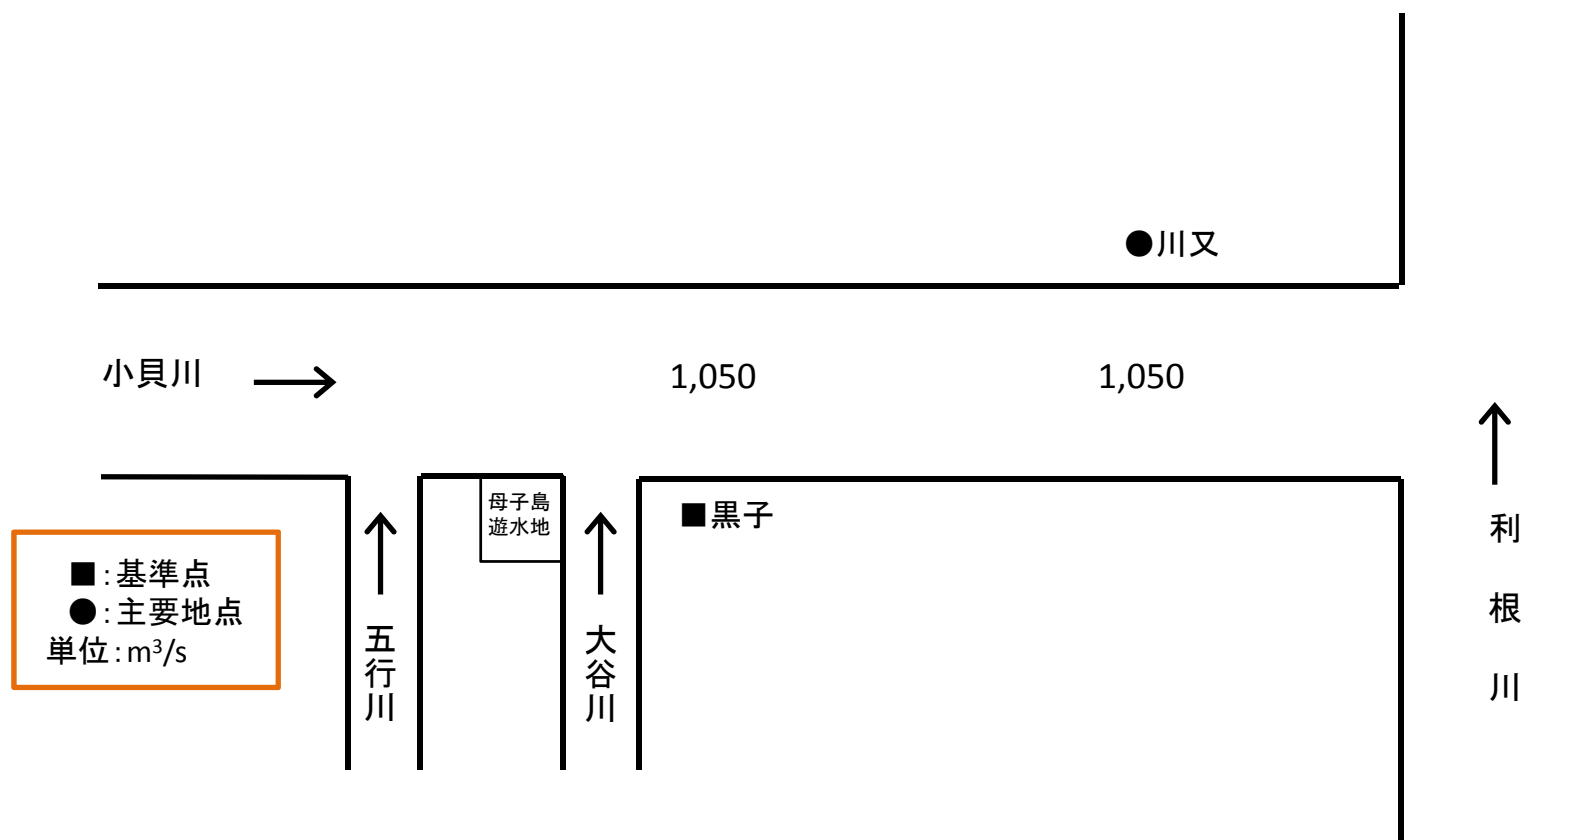 ●川又
小貝川
1,050
1,050
母子島
遊水地
■黒子
■:基準点
●:主要地点
単位:m³/s
五行川
大谷川
利根川